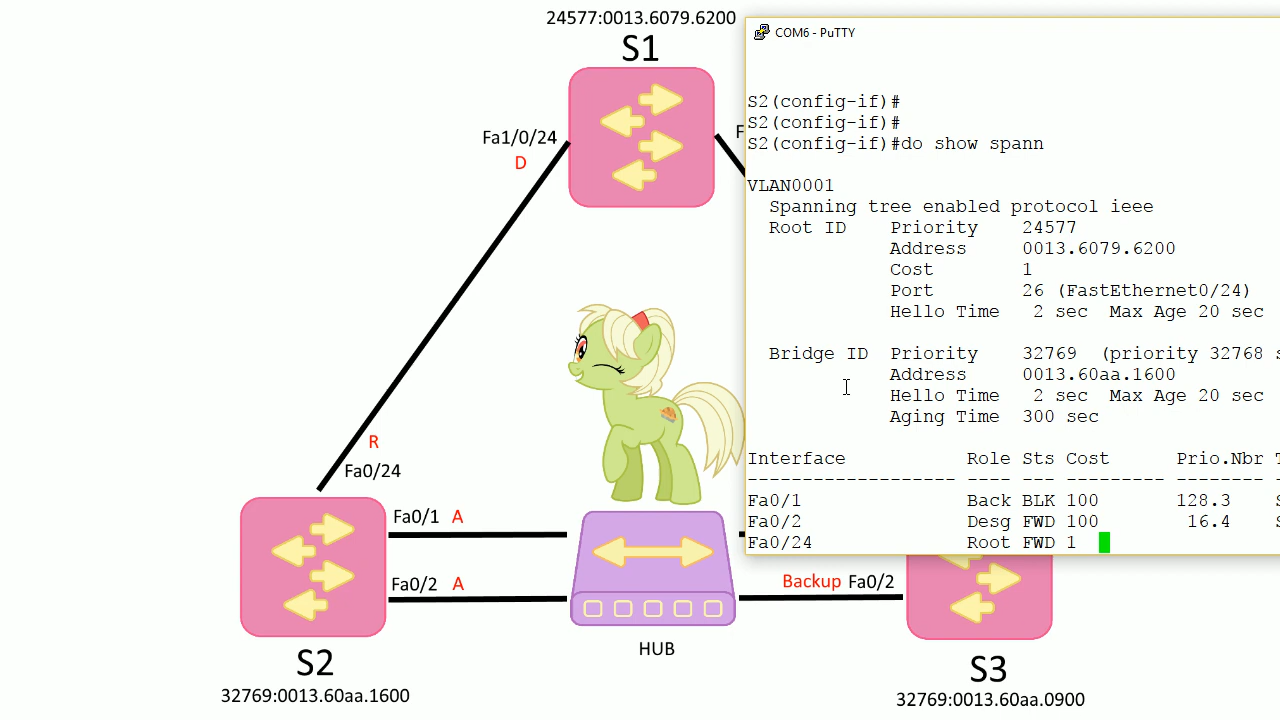 24577:0013.6079.6200
S1
Fa1/0/24
D
F
COM6 - PuTTY
S2(config-if)#
S2(config-if)#
S2(config-if)#do show spann
VLAN0001
Spanning tree enabled protocol ieee
Root ID Priority 24577
Address 0013.6079.6200
Cost 1
Port 26 (FastEthernet0/24)
Hello Time 2 sec Max Age 20 sec
Bridge ID Priority 32769 (priority 32768 s
Address 0013.60aa.1600
Hello Time 2 sec Max Age 20 sec
Aging Time 300 sec
Interface Role Sts Cost Prio.Nbr T
------------------- ---- --- --------- -------- -
Fa0/1 Back BLK 100 128.3 S
Fa0/2 Desg FWD 100 16.4 S
Fa0/24 Root FWD 1
R
Fa0/24
Fa0/1 A
Fa0/2 A
Backup Fa0/2
HUB
S2
32769:0013.60aa.1600
S3
32769:0013.60aa.0900